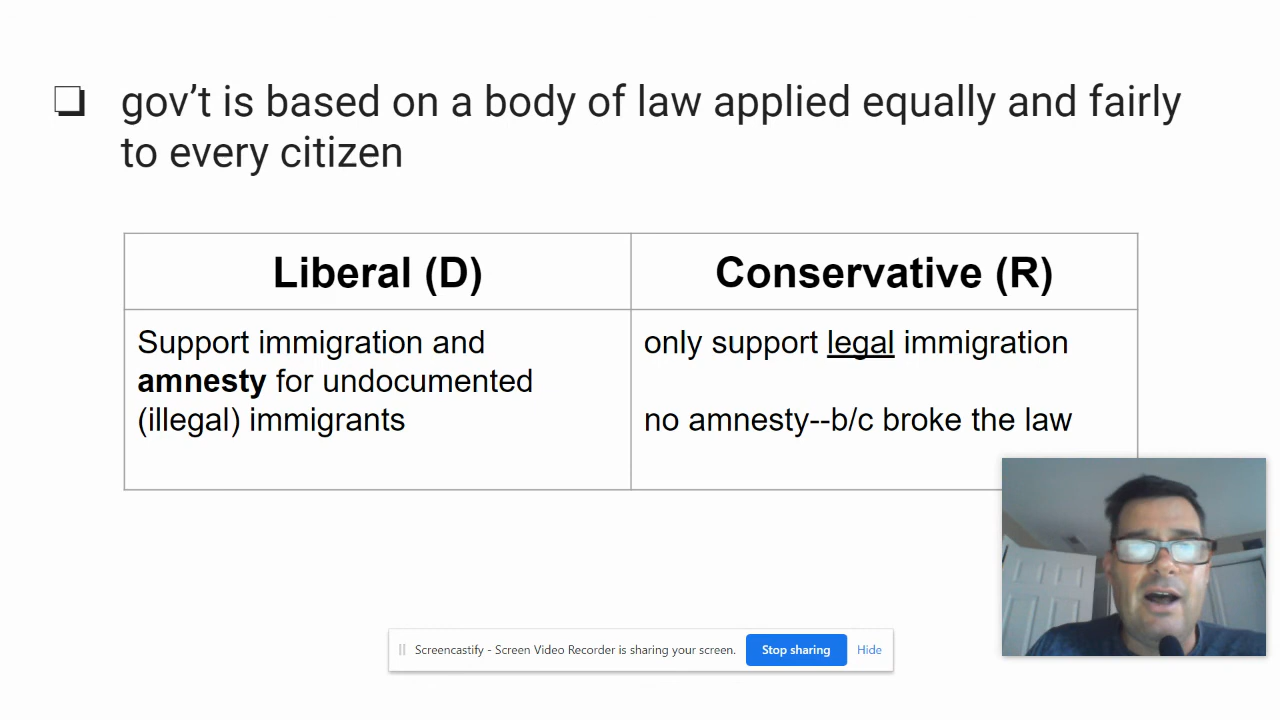 gov’t is based on a body of law applied equally and fairly
to every citizen
Liberal (D)
Conservative (R)
Support immigration and
amnesty for undocumented
(illegal) immigrants
only support legal immigration
no amnesty--b/c broke the law
Screencastify - Screen Video Recorder is sharing your screen.
Stop sharing
Hide